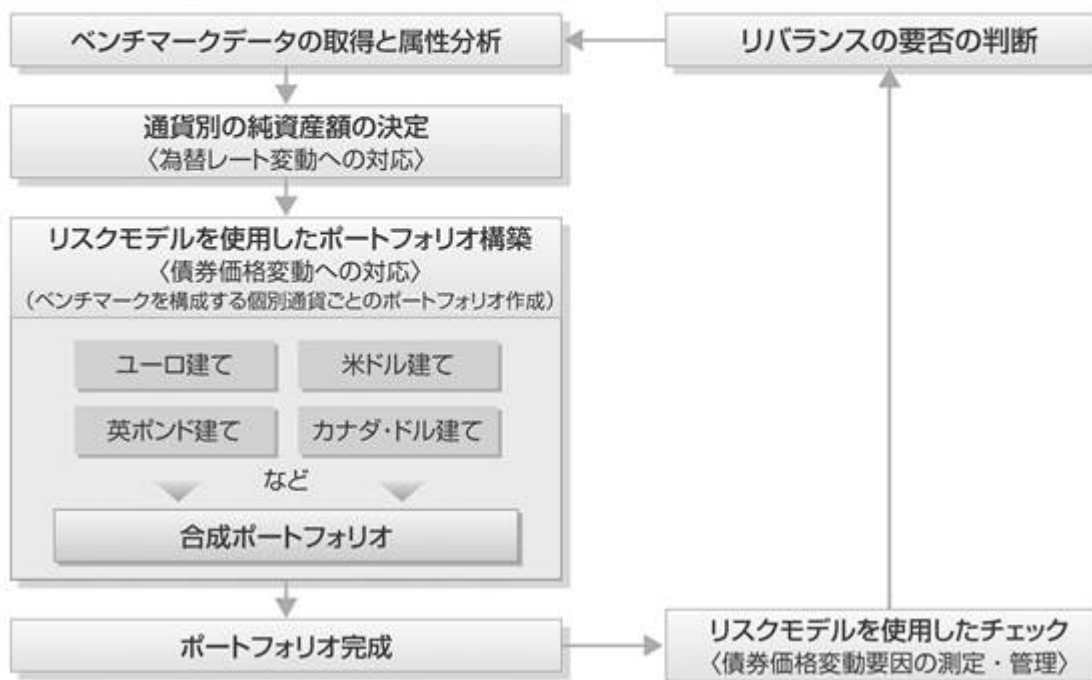 ベンチマークデータの取得と属性分析
リバランスの要否の判断
通貨別の純資産額の決定
〈為替レート変動への対応〉
リスクモデルを使用したポートフォリオ構築
〈債券価格変動への対応〉
（ベンチマークを構成する個別通貨ごとのポートフォリオ作成）
ユーロ建て
米ドル建て
英ポンド建て
カナダ・ドル建て
など
合成ポートフォリオ
ポートフォリオ完成
リスクモデルを使用したチェック
〈債券価格変動要因の測定・管理〉